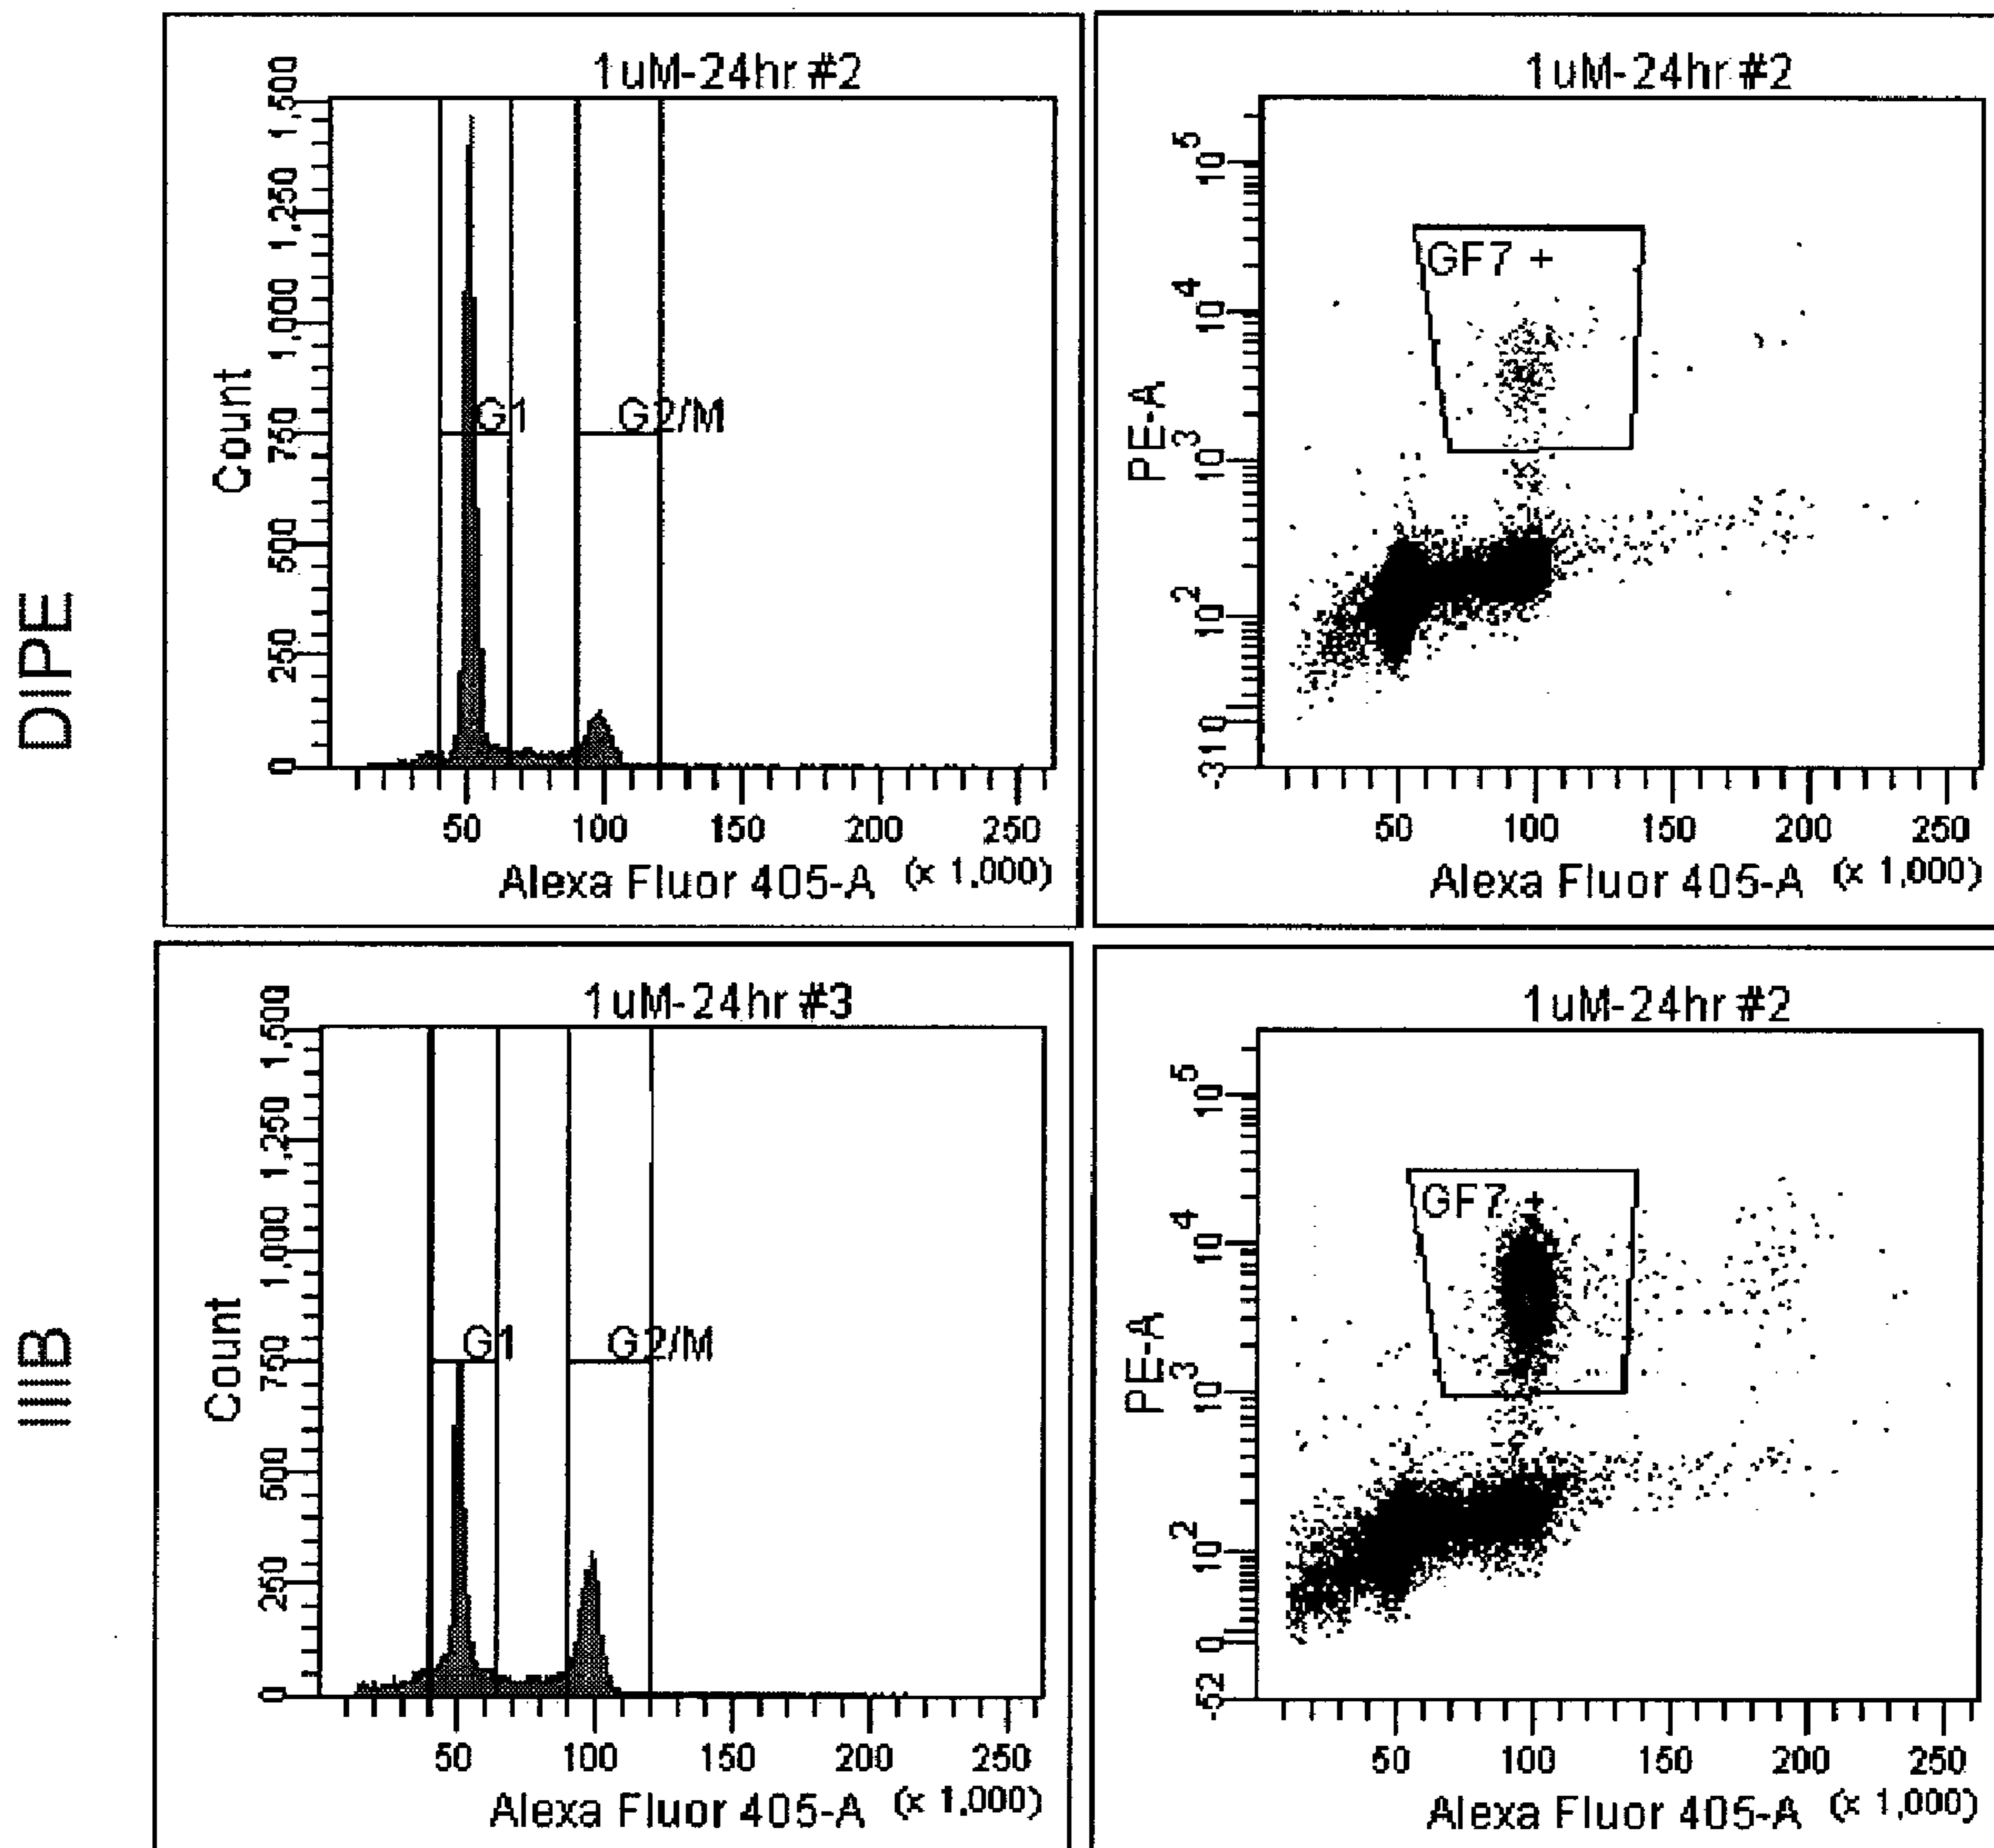 DIPE
1uM-24hr #2
1,500
1,250
1,000
750
500
250
0
Count
G1
G2/M
50 100 150 200 250
Alexa Fluor 405-A (x 1,000)
1uM-24hr #2
10^5
10^4
10^3
10^2
10
-31
PE-A
GF7 +
50 100 150 200 250
Alexa Fluor 405-A (x 1,000)
IIIB
1uM-24hr #3
1,500
1,250
1,000
750
500
250
0
Count
G1
G2/M
50 100 150 200 250
Alexa Fluor 405-A (x 1,000)
1uM-24hr #2
10^5
10^4
10^3
10^2
0
-52
PE-A
GF7 +
50 100 150 200 250
Alexa Fluor 405-A (x 1,000)